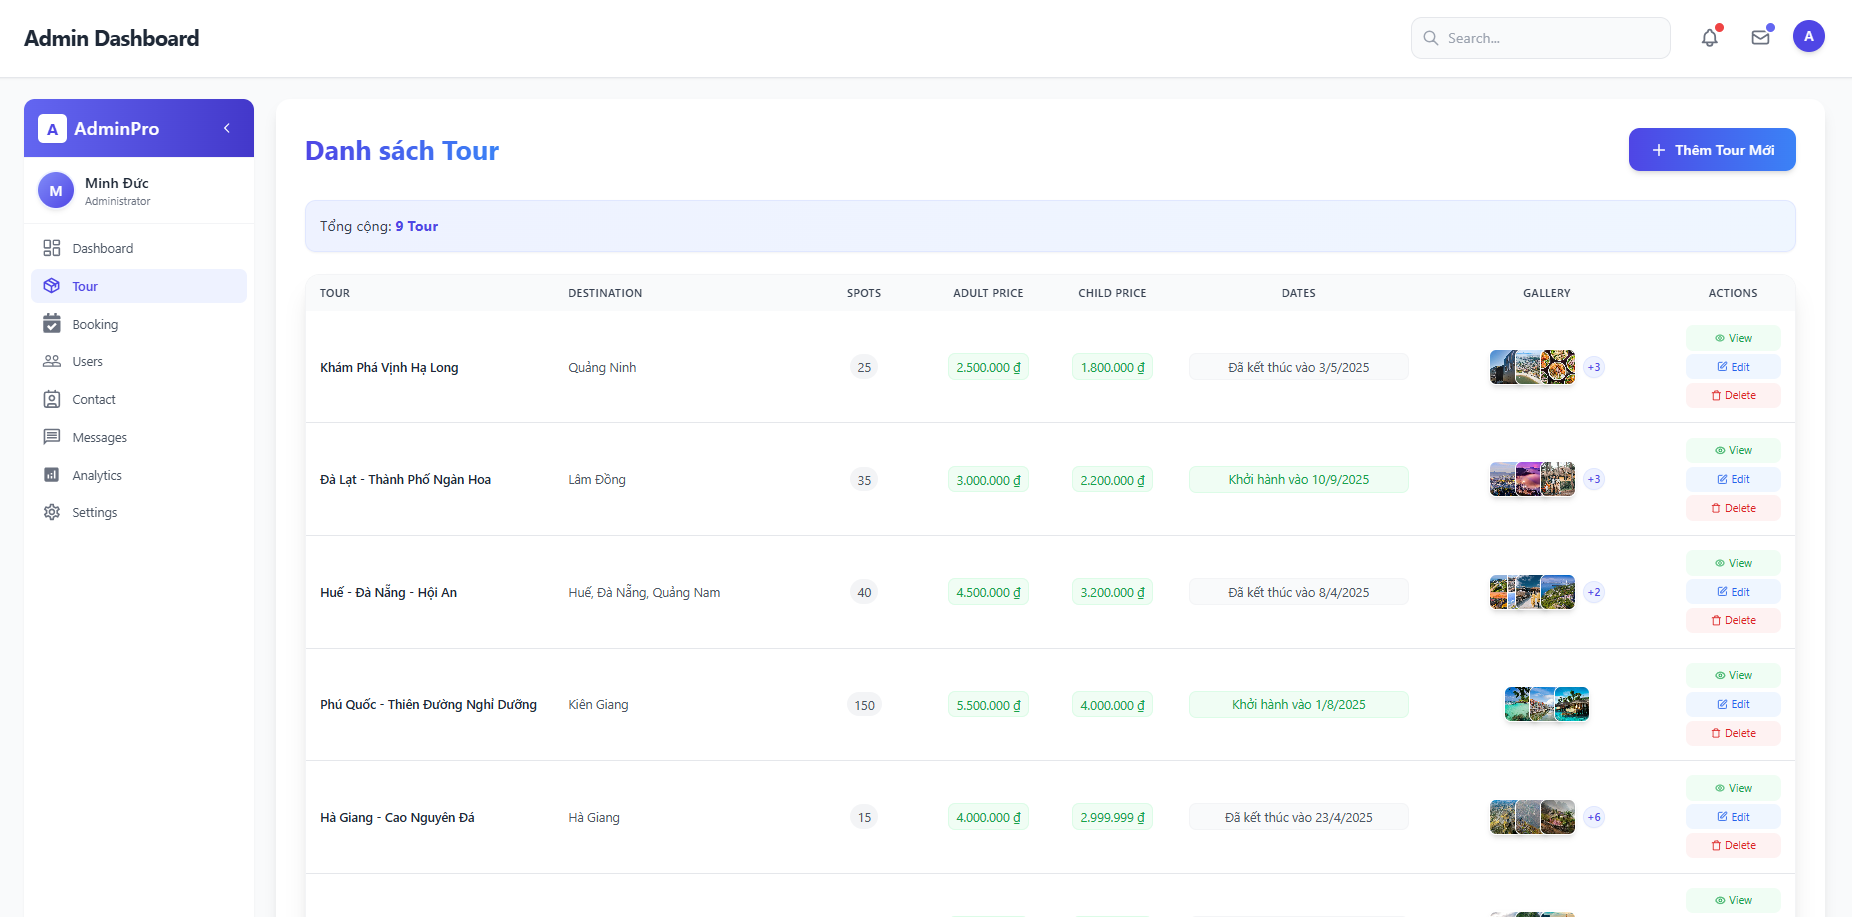 Admin Dashboard
Search...
A
A AdminPro
M
Minh Đức
Administrator
Dashboard
Tour
Booking
Users
Contact
Messages
Analytics
Settings
Danh sách Tour
Thêm Tour Mới
Tổng cộng: 9 Tour
TOUR DESTINATION SPOTS ADULT PRICE CHILD PRICE DATES GALLERY ACTIONS
View
Khám Phá Vịnh Hạ Long Quảng Ninh 25 2.500.000 ₫ 1.800.000 ₫ Đã kết thúc vào 3/5/2025 +3 Edit
Delete
View
Đà Lạt - Thành Phố Ngàn Hoa Lâm Đồng 35 3.000.000 ₫ 2.200.000 ₫ Khởi hành vào 10/9/2025 +3 Edit
Delete
View
Huế - Đà Nẵng - Hội An Huế, Đà Nẵng, Quảng Nam 40 4.500.000 ₫ 3.200.000 ₫ Đã kết thúc vào 8/4/2025 +2 Edit
Delete
View
Phú Quốc - Thiên Đường Nghỉ Dưỡng Kiên Giang 150 5.500.000 ₫ 4.000.000 ₫ Khởi hành vào 1/8/2025 Edit
Delete
View
Hà Giang - Cao Nguyên Đá Hà Giang 15 4.000.000 ₫ 2.999.999 ₫ Đã kết thúc vào 23/4/2025 +6 Edit
Delete
View